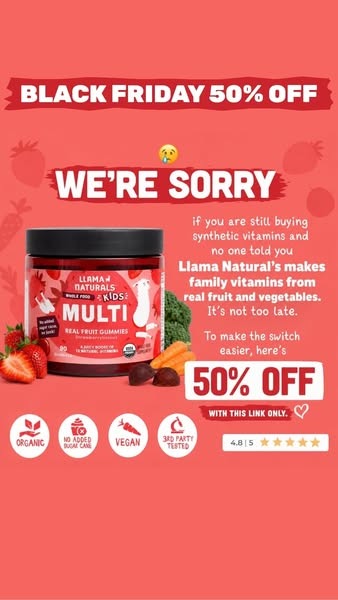 BLACK FRIDAY 50% OFF
WE'RE SORRY
if you are still buying
synthetic vitamins and
no one told you
Llama Natural's makes
family vitamins from
real fruit and vegetables.
It's not too late.
To make the switch
easier, here's
50% OFF
WITH THIS LINK ONLY.
LLAMA
NATURALS
WHOLE FOOD
KIDS
MULTI
REAL FRUIT GUMMIES
ORGANIC
NO ADDED
SUGAR CANE
VEGAN
3RD PARTY
TESTED
4.8 | 5